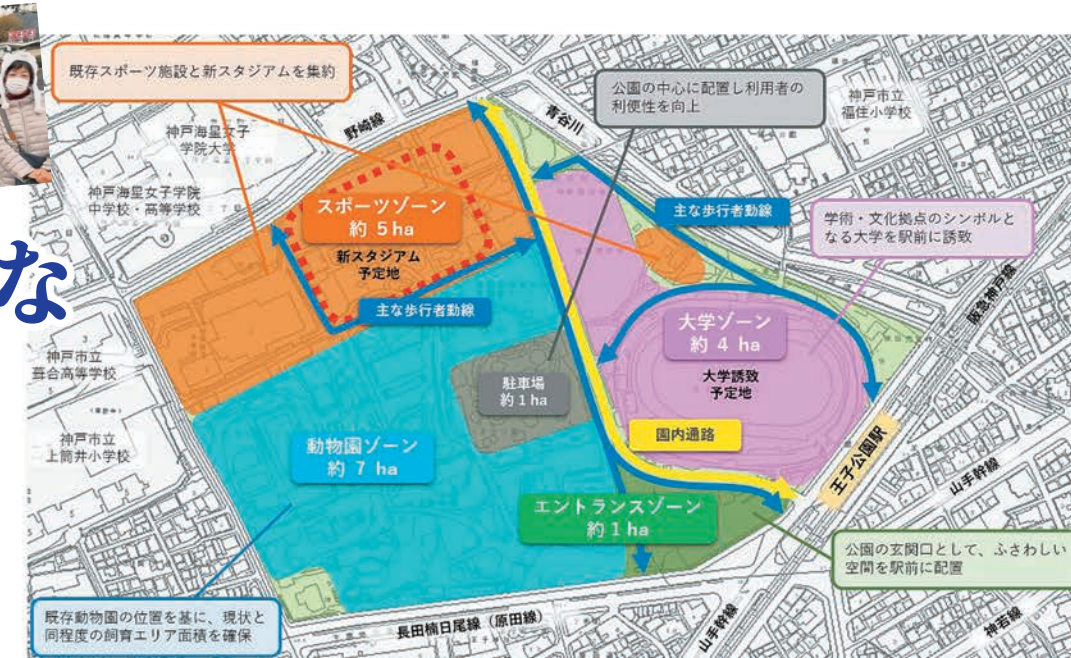 な
既存スポーツ施設と新スタジアムを集約
公園の中心に配置し利用者の
利便性を向上
野崎線
青谷川
神戸市立
福住小学校
神戸海星女子
学院大学
神戸海星女子学院
中学校・高等学校
スポーツゾーン
約 5 ha
新スタジアム
予定地
主な歩行者動線
学術・文化拠点のシンボルと
なる大学を駅前に誘致
阪急神戸線
主な歩行者動線
大学ゾーン
約 4 ha
大学誘致
予定地
神戸市立
葺合高等学校
駐車場
約 1 ha
神戸市立
上筒井小学校
動物園ゾーン
約 7 ha
園内通路
王子公園駅
山手幹線
エントランスゾーン
約 1 ha
公園の玄関口として、ふさわしい
空間を駅前に配置
既存動物園の位置を基に、現状と
同程度の飼育エリア面積を確保
長田楠日尾線（原田線）
山手幹線
神若線